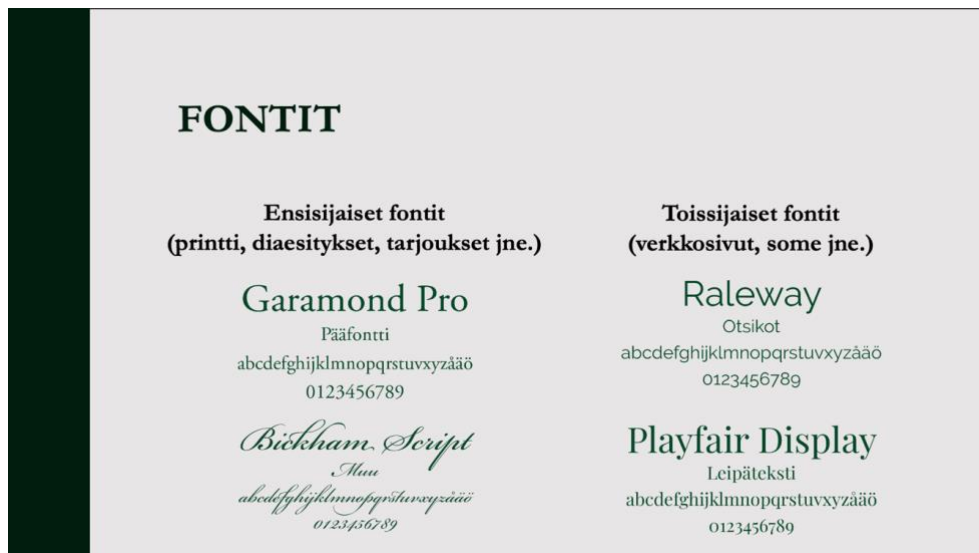 FONTIT
Ensisijaiset fontit
(printti, diaesitykset, tarjoukset jne.)
Garamond Pro
Pääfontti
abcdefghijklmnopqrstuvxyzåäö
0123456789
Bickham Script
Muu
abcdefghijklmnopqrstuvxyzåäö
0123456789
Toissijaiset fontit
(verkkosivut, some jne.)
Raleway
Otsikot
abcdefghijklmnopqrstuvxyzåäö
0123456789
Playfair Display
Leipäteksti
abcdefghijklmnopqrstuvxyzåäö
0123456789